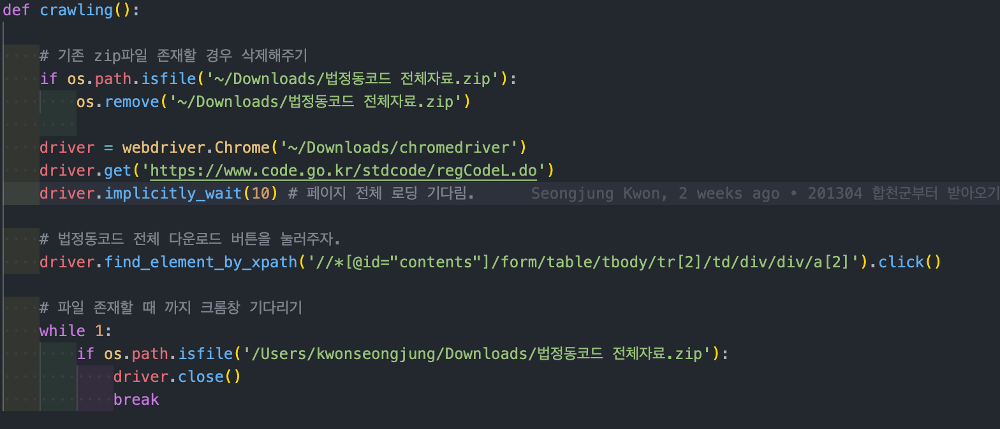 def crawling():
# 기존 zip파일 존재할 경우 삭제해주기
if os.path.isfile('~/Downloads/법정동코드 전체자료.zip'):
os.remove('~/Downloads/법정동코드 전체자료.zip')
driver = webdriver.Chrome('~/Downloads/chromedriver')
driver.get('https://www.code.go.kr/stdcode/regCodeL.do')
driver.implicitly_wait(10) # 페이지 전체 로딩 기다림. Seongjung Kwon, 2 weeks ago • 201304 합천군부터 받아오기
# 법정동코드 전체 다운로드 버튼을 눌러주자.
driver.find_element_by_xpath('//*[@id="contents"]/form/table/tbody/tr[2]/td/div/div/a[2]').click()
# 파일 존재할 때 까지 크롬창 기다리기
while 1:
if os.path.isfile('/Users/kwonseongjung/Downloads/법정동코드 전체자료.zip'):
driver.close()
break